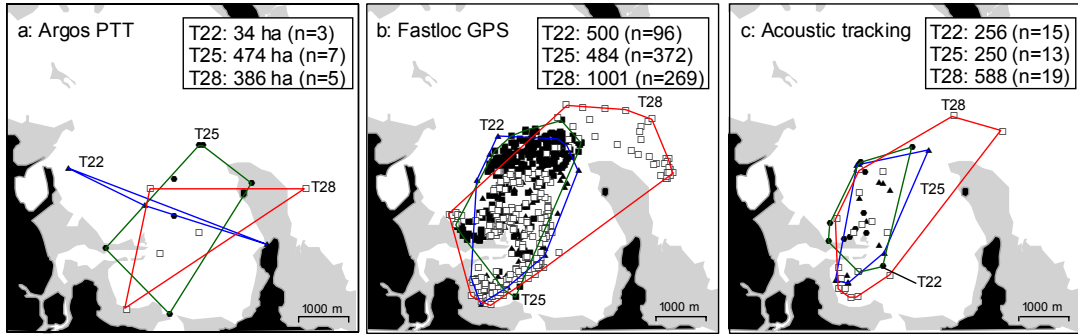 a: Argos PTT
T22: 34 ha (n=3)
T25: 474 ha (n=7)
T28: 386 ha (n=5)
T25
T22
T28
1000 m
b: Fastloc GPS
T22: 500 (n=96)
T25: 484 (n=372)
T28: 1001 (n=269)
T28
T22
T25
1000 m
c: Acoustic tracking
T22: 256 (n=15)
T25: 250 (n=13)
T28: 588 (n=19)
T28
T25
T22
1000 m